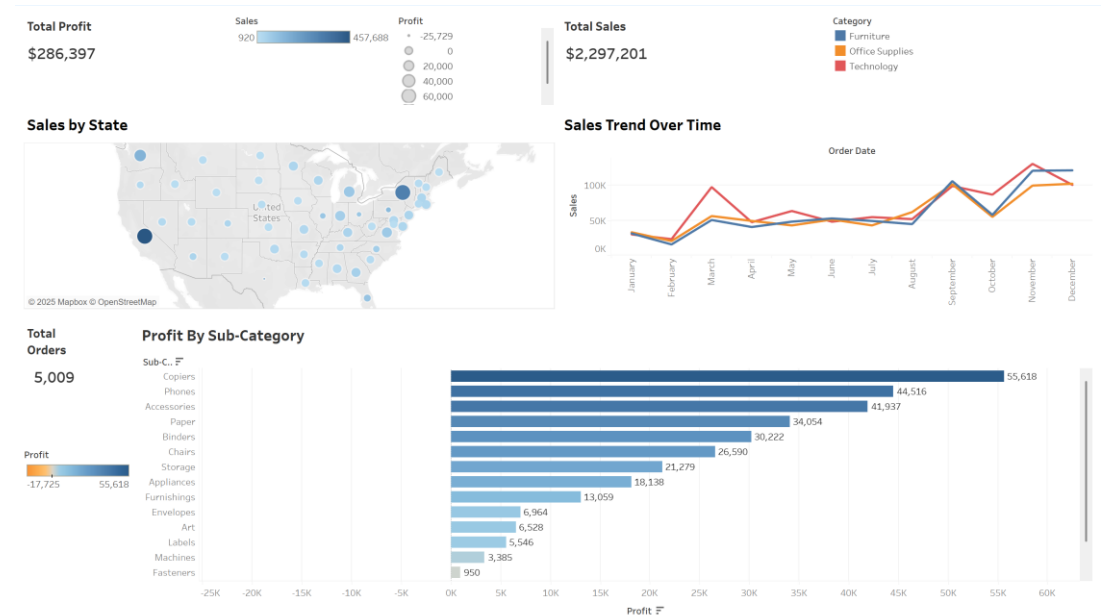 Total Profit
$286,397
Sales
920 457,688
Profit
-25,729
0
20,000
40,000
60,000
Total Sales
$2,297,201
Category
Furniture
Office Supplies
Technology
Sales by State
United
States
© 2025 Mapbox © OpenStreetMap
Sales Trend Over Time
Order Date
Sales
100K
50K
0K
January
February
March
April
May
June
July
August
September
October
November
December
Total
Orders
5,009
Profit
-17,725 55,618
Profit By Sub-Category
Sub-C..
Copiers 55,618
Phones 44,516
Accessories 41,937
Paper 34,054
Binders 30,222
Chairs 26,590
Storage 21,279
Appliances 18,138
Furnishings 13,059
Envelopes 6,964
Art 6,528
Labels 5,546
Machines 3,385
Fasteners 950
-25K -20K -15K -10K -5K 0K 5K 10K 15K 20K 25K 30K 35K 40K 45K 50K 55K 60K
Profit